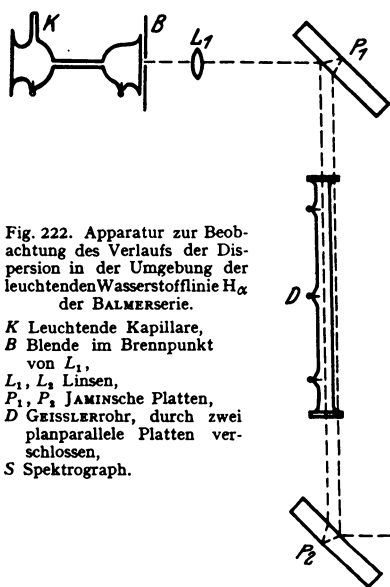 K
B
L1
P1
Fig. 222. Apparatur zur Beob-
achtung des Verlaufs der Dis-
persion in der Umgebung der
leuchtenden Wasserstofflinie Hα
der BALMERserie.
K Leuchtende Kapillare,
B Blende im Brennpunkt
von L₁,
L₁, L₂ Linsen,
P₁, P₂ JAMINsche Platten,
D GEISSLERrohr, durch zwei
planparallele Platten ver-
schlossen,
S Spektrograph.
D
P2